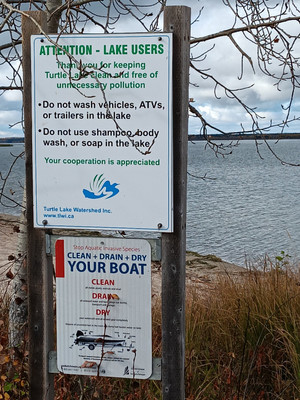 ATTENTION - LAKE USERS
Thank you for keeping
Turtle Lake clean and free of
unnecessary pollution
• Do not wash vehicles, ATVs,
or trailers in the lake
• Do not use shampoo, body
wash, or soap in the lake
Your cooperation is appreciated
Turtle Lake Watershed Inc.
www.tlwi.ca
Stop Aquatic Invasive Species
CLEAN + DRAIN + DRY
YOUR BOAT
CLEAN
DRAIN
DRY